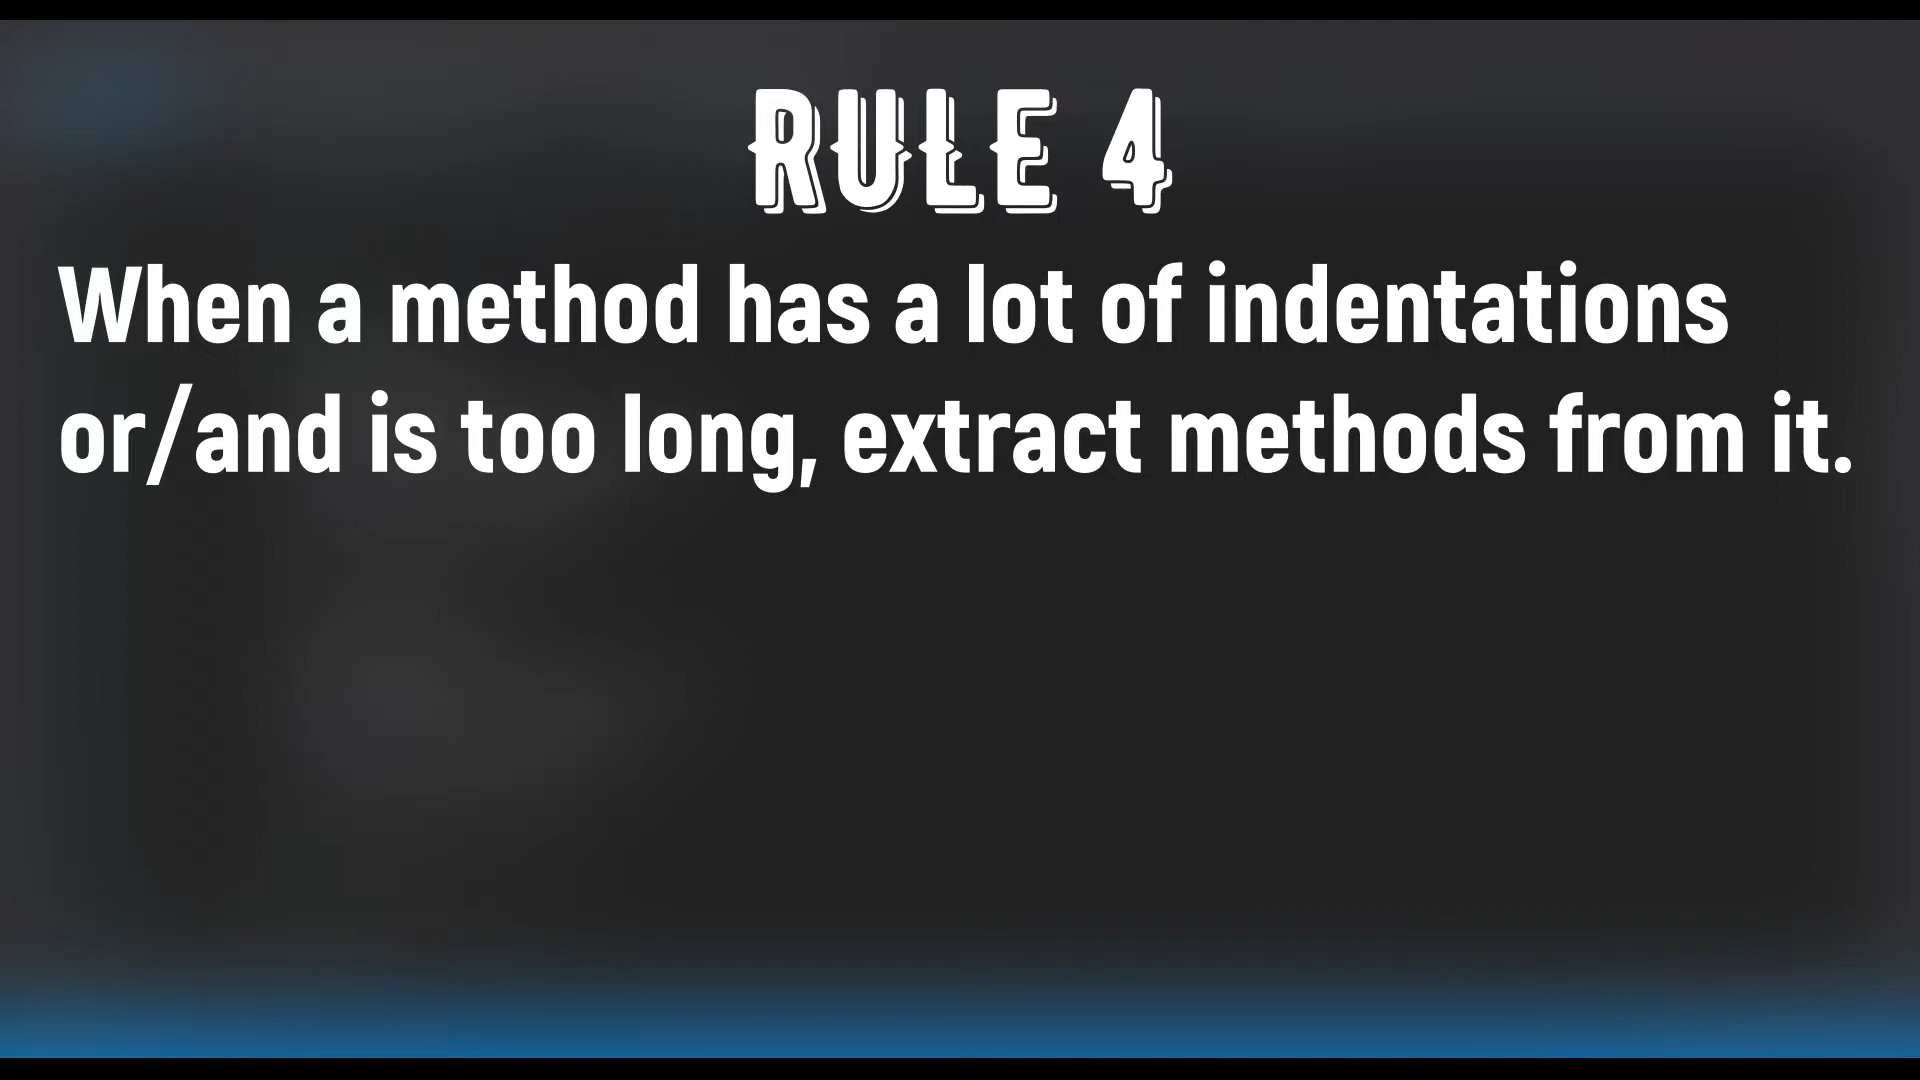 RULE 4
When a method has a lot of indentations
or/and is too long, extract methods from it.